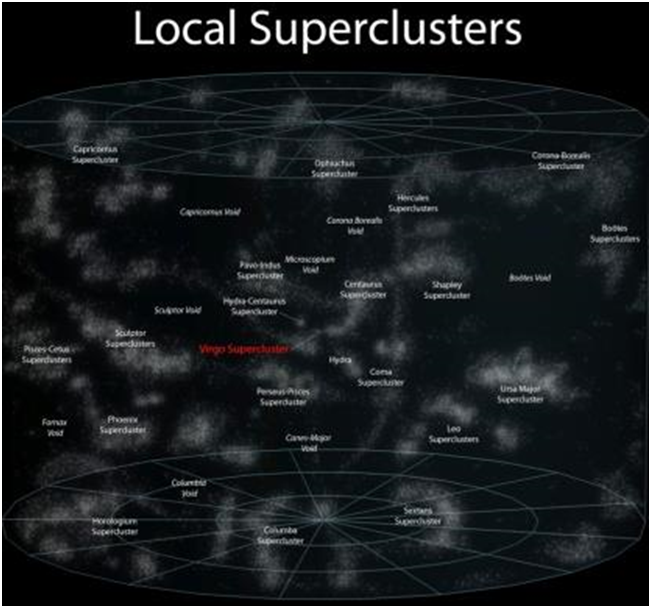 Local Superclusters
Capricornus
Supercluster
Ophiuchus
Supercluster
Corona-Borealis
Supercluster
Hercules
Superclusters
Capricornus Void
Corona Borealis
Void
Boötes
Superclusters
Microscopium
Void
Pavo-Indus
Supercluster
Boötes Void
Centaurus
Supercluster
Shapley
Supercluster
Hydra-Centaurus
Supercluster
Sculptor Void
Sculptor
Superclusters
Virgo Supercluster
Pisces-Cetus
Superclusters
Hydra
Coma
Supercluster
Perseus-Pisces
Supercluster
Ursa Major
Supercluster
Fornax
Void
Phoenix
Supercluster
Leo
Superclusters
Canis-Major
Void
Columba
Void
Sextans
Supercluster
Horologium
Supercluster
Columba
Supercluster